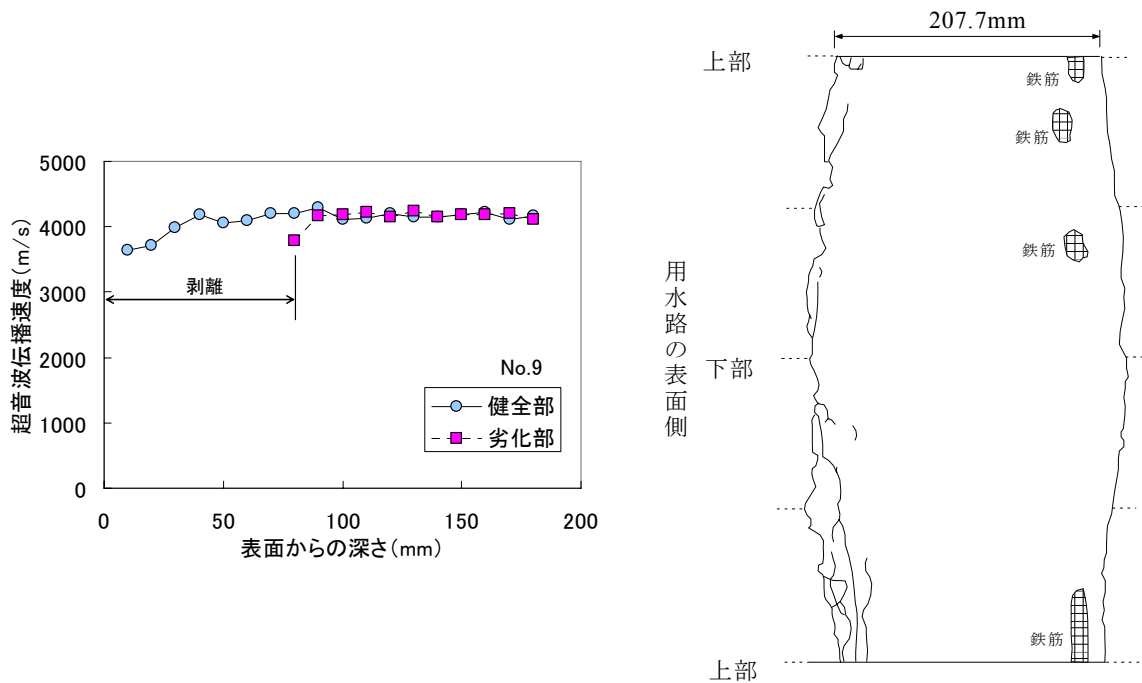 5000
4000
3000
2000
1000
0
超音波伝播速度(m/s)
剥離
No.9
健全部
劣化部
0
50
100
150
200
表面からの深さ(mm)
207.7mm
上部
鉄筋
鉄筋
鉄筋
用水路の表面側
下部
鉄筋
上部